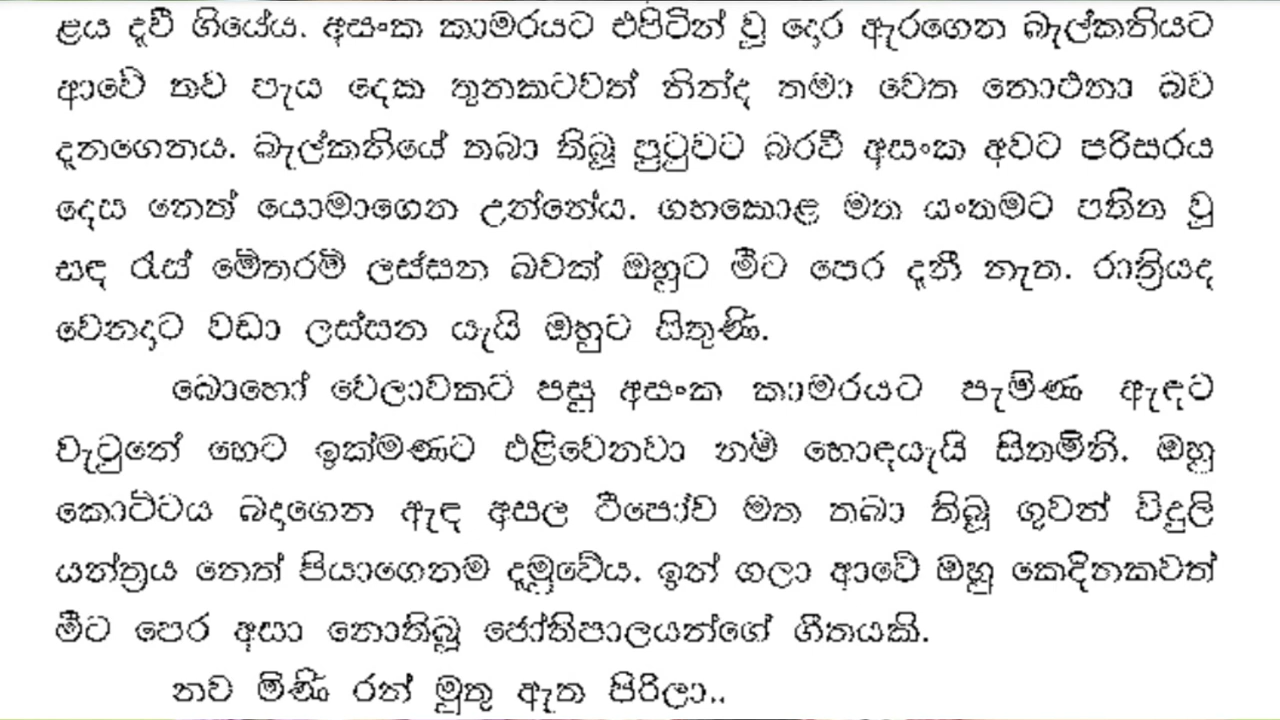 ළය දැවී ගියේය. අසංක කාමරයට එපිටින් වූ දොර ඇරගෙන බැල්කනියට
ආවේ තව පැය දෙක තුනකටවත් නින්ද තමා වෙත නොඑනා බව
දැනගෙනය. බැල්කනියේ තබා තිබූ පුටුවට බරවී අසංක අවට පරිසරය
දෙස නෙත් යොමාගෙන උන්නේය. ගහකොළ මත යංතමට පතිත වූ
සඳ රැස් මේතරම් ලස්සන බවක් ඔහුට මීට පෙර දැනී නැත. රාත්‍රියද
වෙනදාට වඩා ලස්සන යැයි ඔහුට සිතුණි.
බොහෝ වෙලාවකට පසු අසංක කාමරයට පැමිණ ඇඳට
වැටුනේ හෙට ඉක්මණට එළිවෙනවා නම් හොඳයැයි සිතමිනි. ඔහු
කොට්ටය බදාගෙන ඇඳ අසල ටීපෝව මත තබා තිබූ ගුවන් විදුලි
යන්ත්‍රය නෙත් පියාගෙනම දැමුවේය. ඉන් ගලා ආවේ ඔහු කෙදිනකවත්
මීට පෙර අසා නොතිබූ ජෝතිපාලයන්ගේ ගීතයකි.
නව මිණි රන් මුතු ඇත පිරිලා..